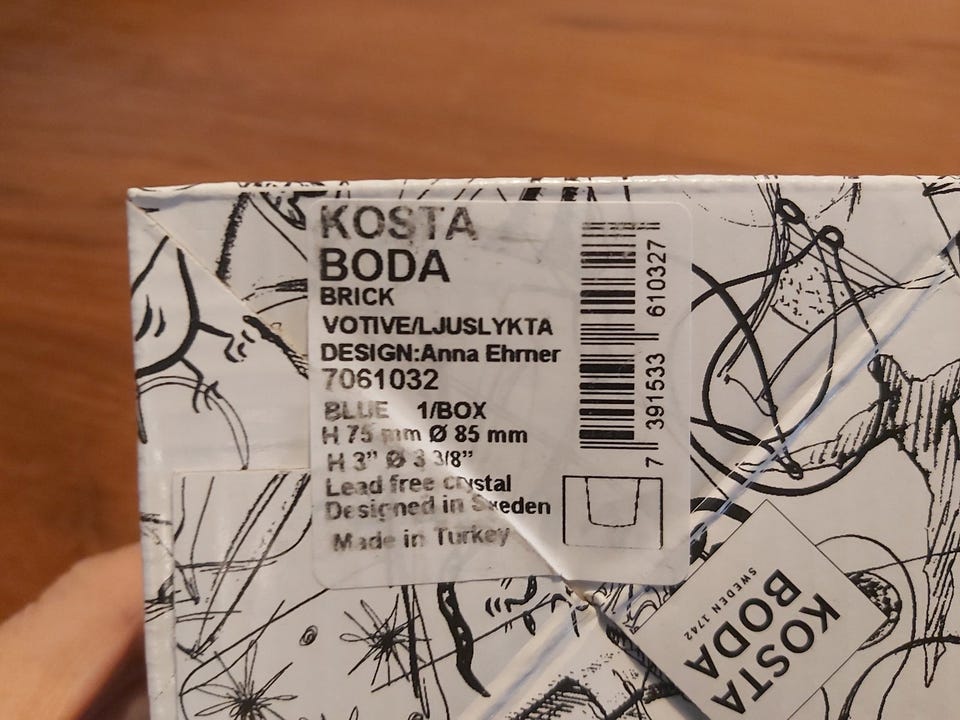 KOSTA
BODA
BRICK
VOTIVE/LJUSLYKTA
DESIGN:Anna Ehrner
7061032
BLUE 1/BOX
H 75 mm Ø 85 mm
H 3” Ø 3 3/8”
Lead free crystal
Designed in Sweden
Made in Turkey
7 391533 610327
KOSTA
BODA
SWEDEN 1742